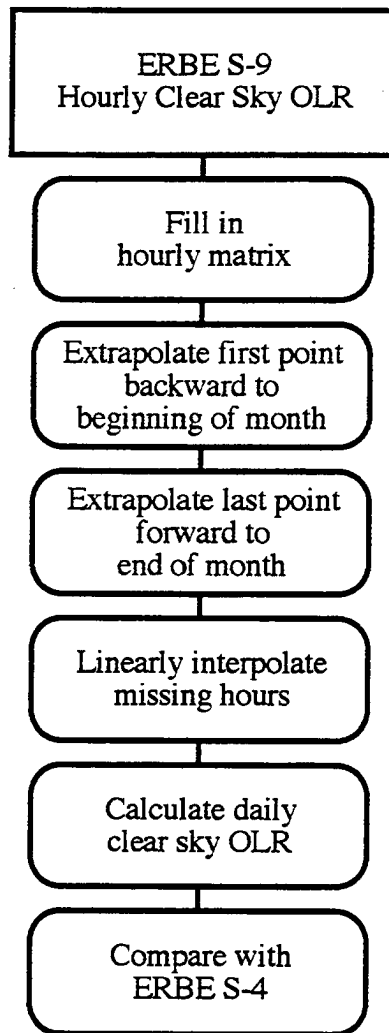 ERBE S-9
Hourly Clear Sky OLR
Fill in
hourly matrix
Extrapolate first point
backward to
beginning of month
Extrapolate last point
forward to
end of month
Linearly interpolate
missing hours
Calculate daily
clear sky OLR
Compare with
ERBE S-4